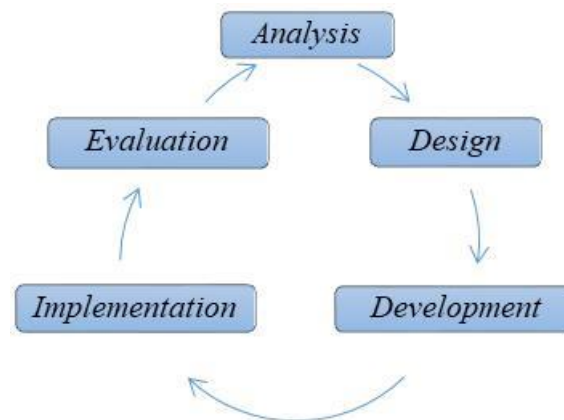 Analysis
Design
Development
Implementation
Evaluation